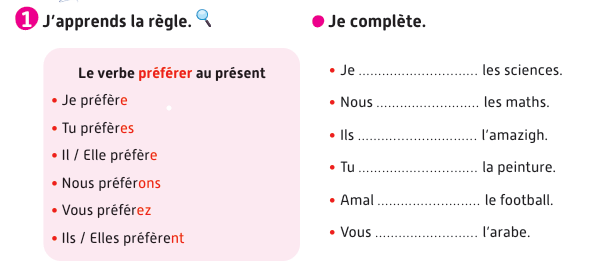 1 J'apprends la règle.
Le verbe préférer au présent
• Je préfère
• Tu préfères
• Il / Elle préfère
• Nous préférons
• Vous préférez
• Ils / Elles préfèrent
• Je complète.
• Je ............................ les sciences.
• Nous ......................... les maths.
• Ils ............................ l'amazigh.
• Tu ............................ la peinture.
• Amal ......................... le football.
• Vous ......................... l'arabe.